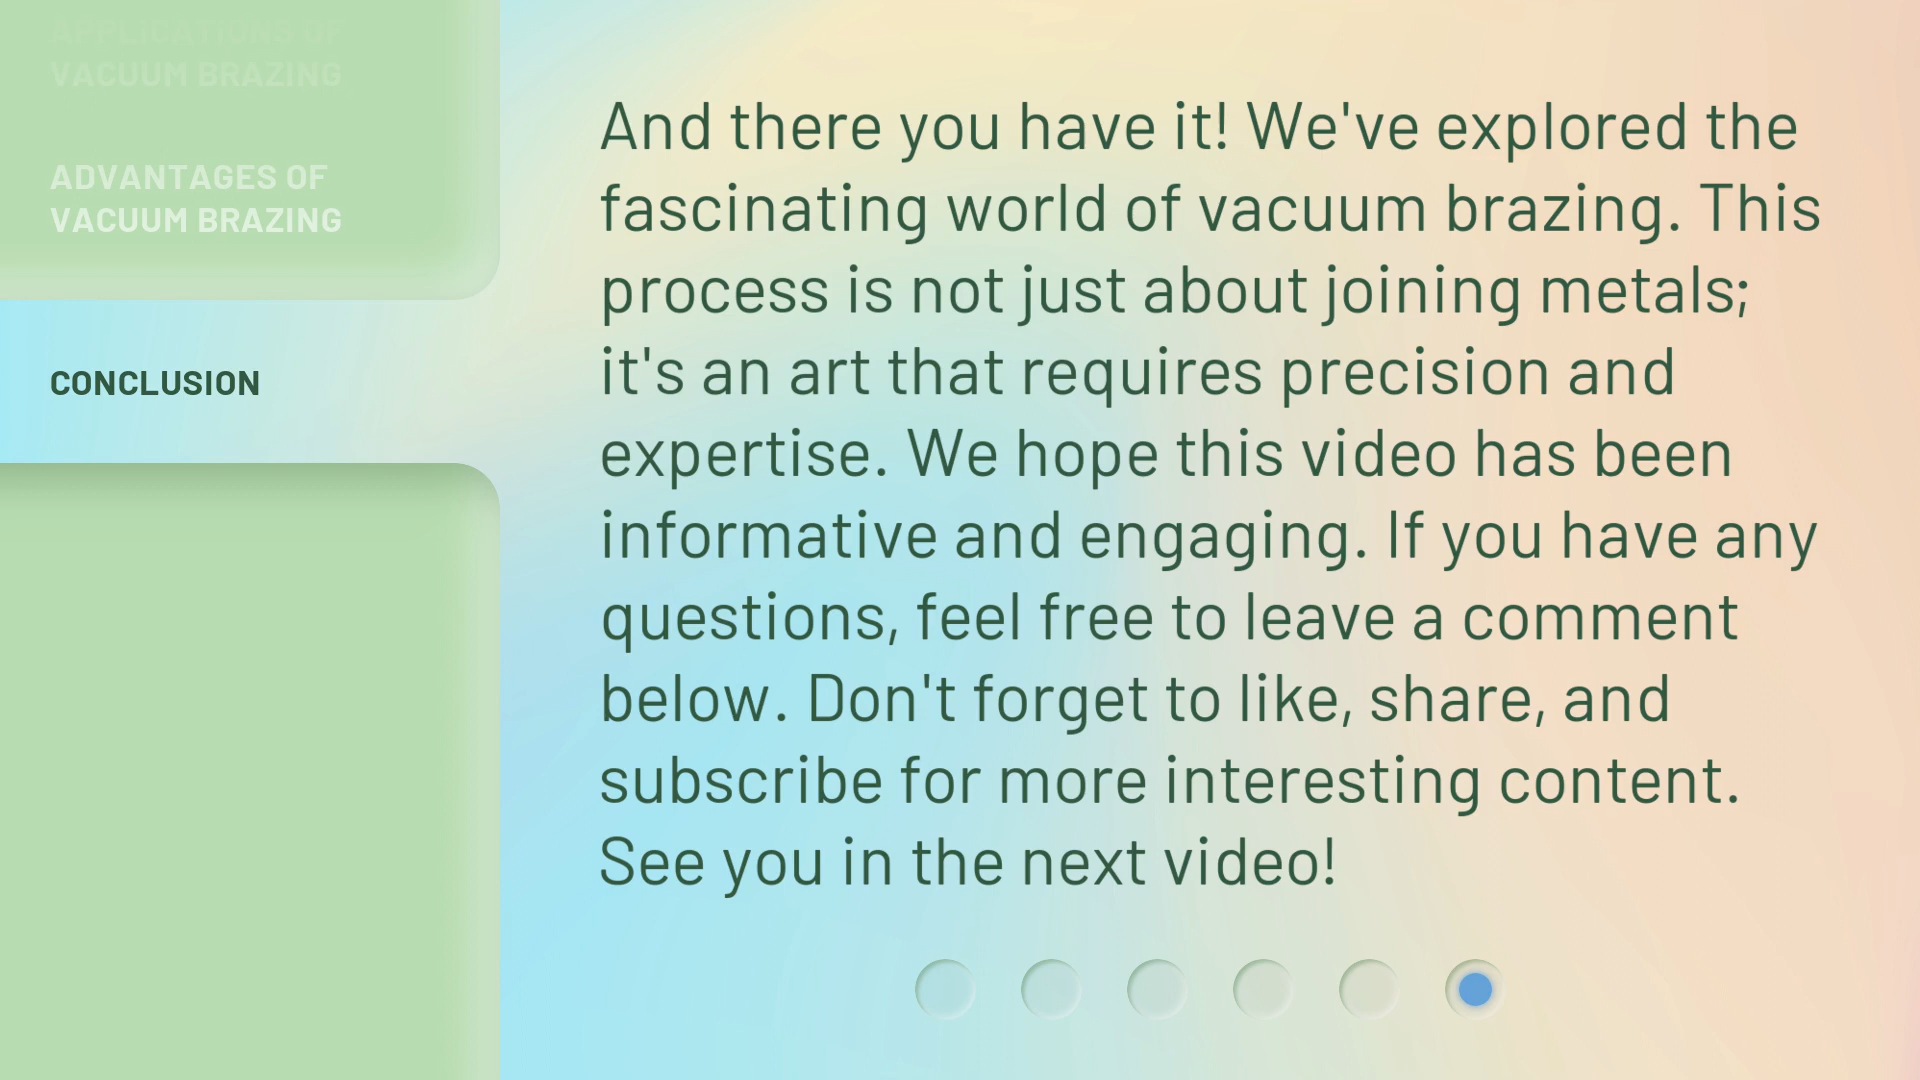 APPLICATIONS OF
VACUUM BRAZING
ADVANTAGES OF
VACUUM BRAZING
CONCLUSION
And there you have it! We've explored the
fascinating world of vacuum brazing. This
process is not just about joining metals;
it's an art that requires precision and
expertise. We hope this video has been
informative and engaging. If you have any
questions, feel free to leave a comment
below. Don't forget to like, share, and
subscribe for more interesting content.
See you in the next video!